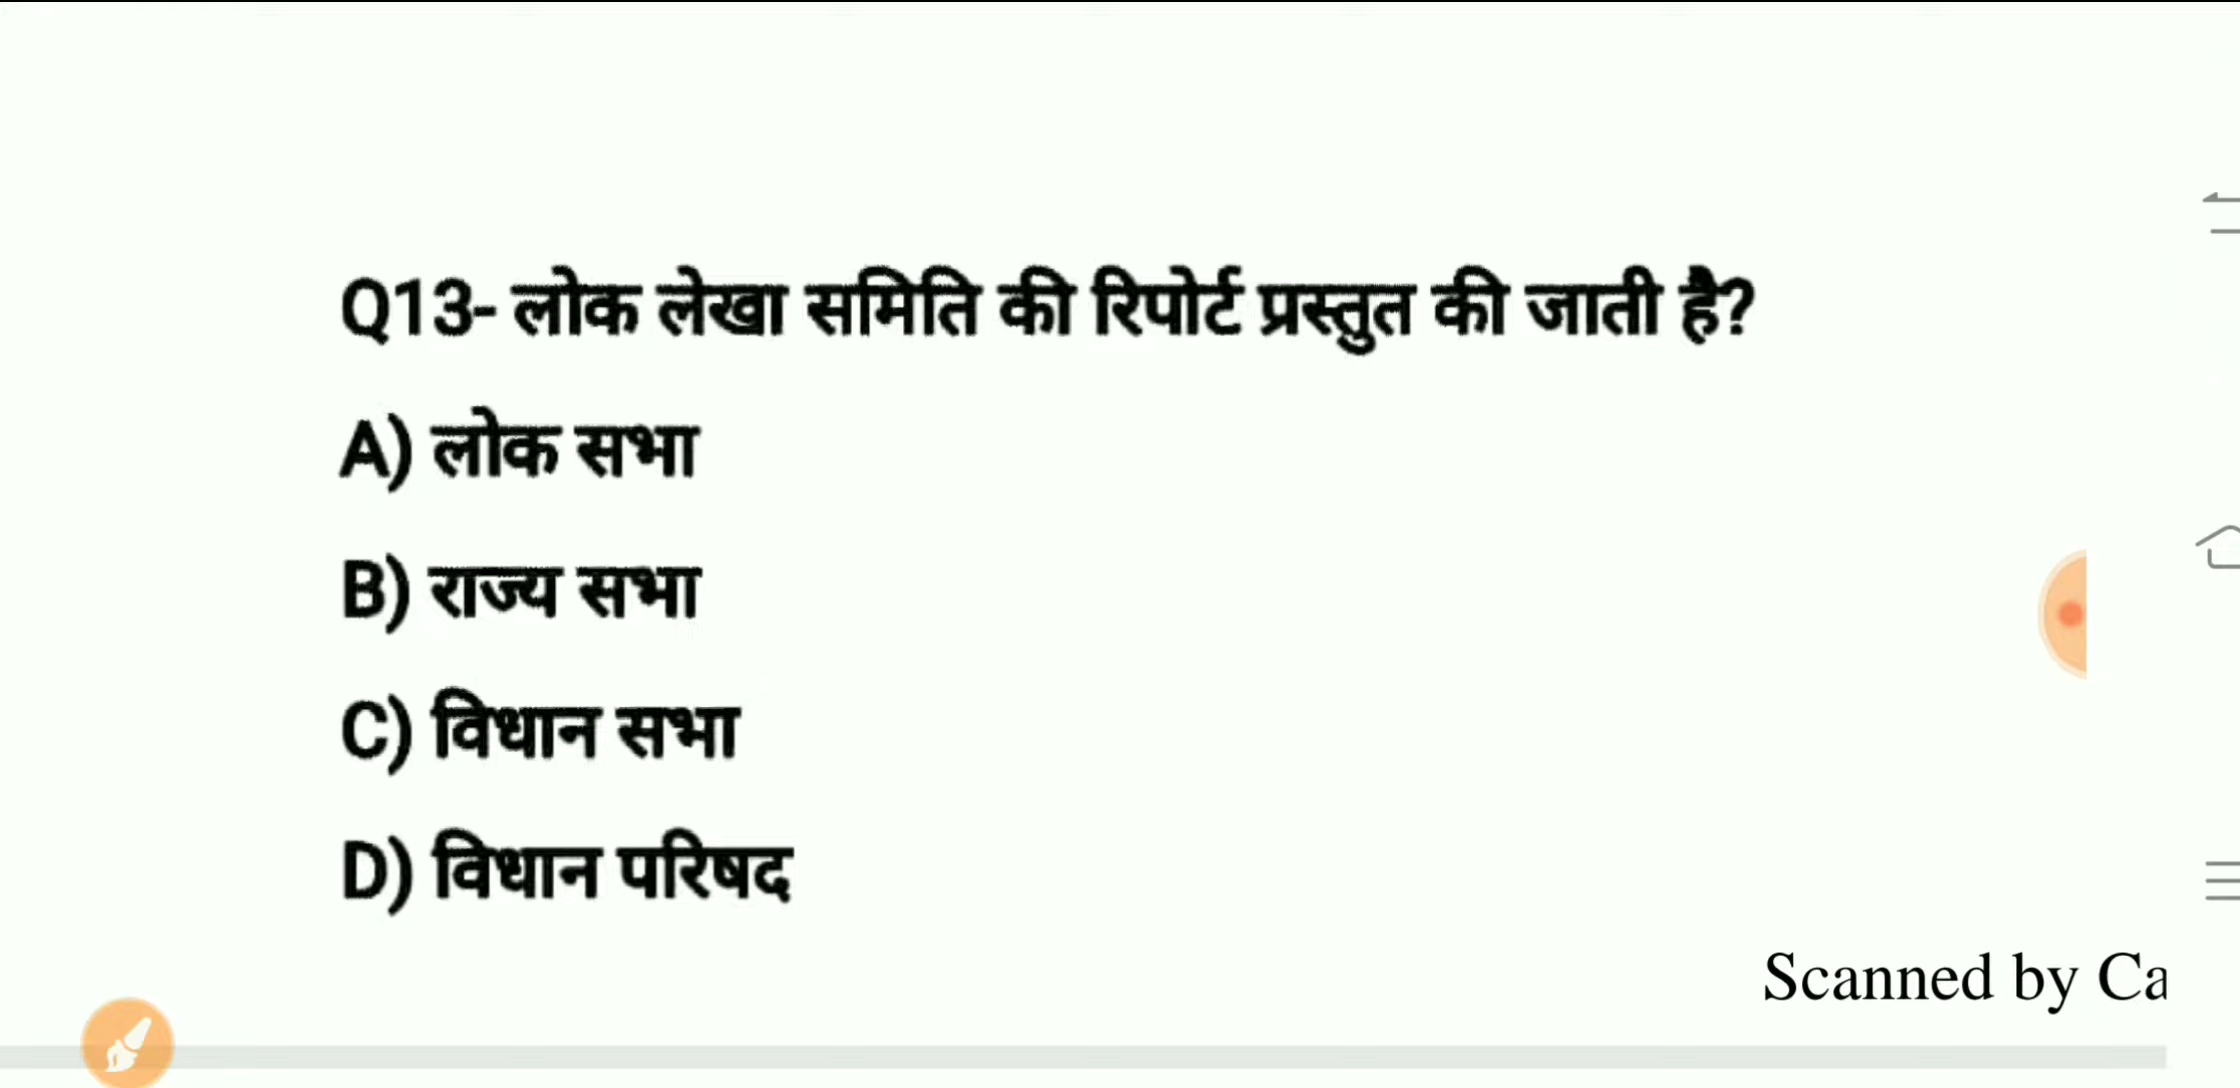 Q13- लोक लेखा समिति की रिपोर्ट प्रस्तुत की जाती है?
A) लोक सभा
B) राज्य सभा
C) विधान सभा
D) विधान परिषद
Scanned by Ca